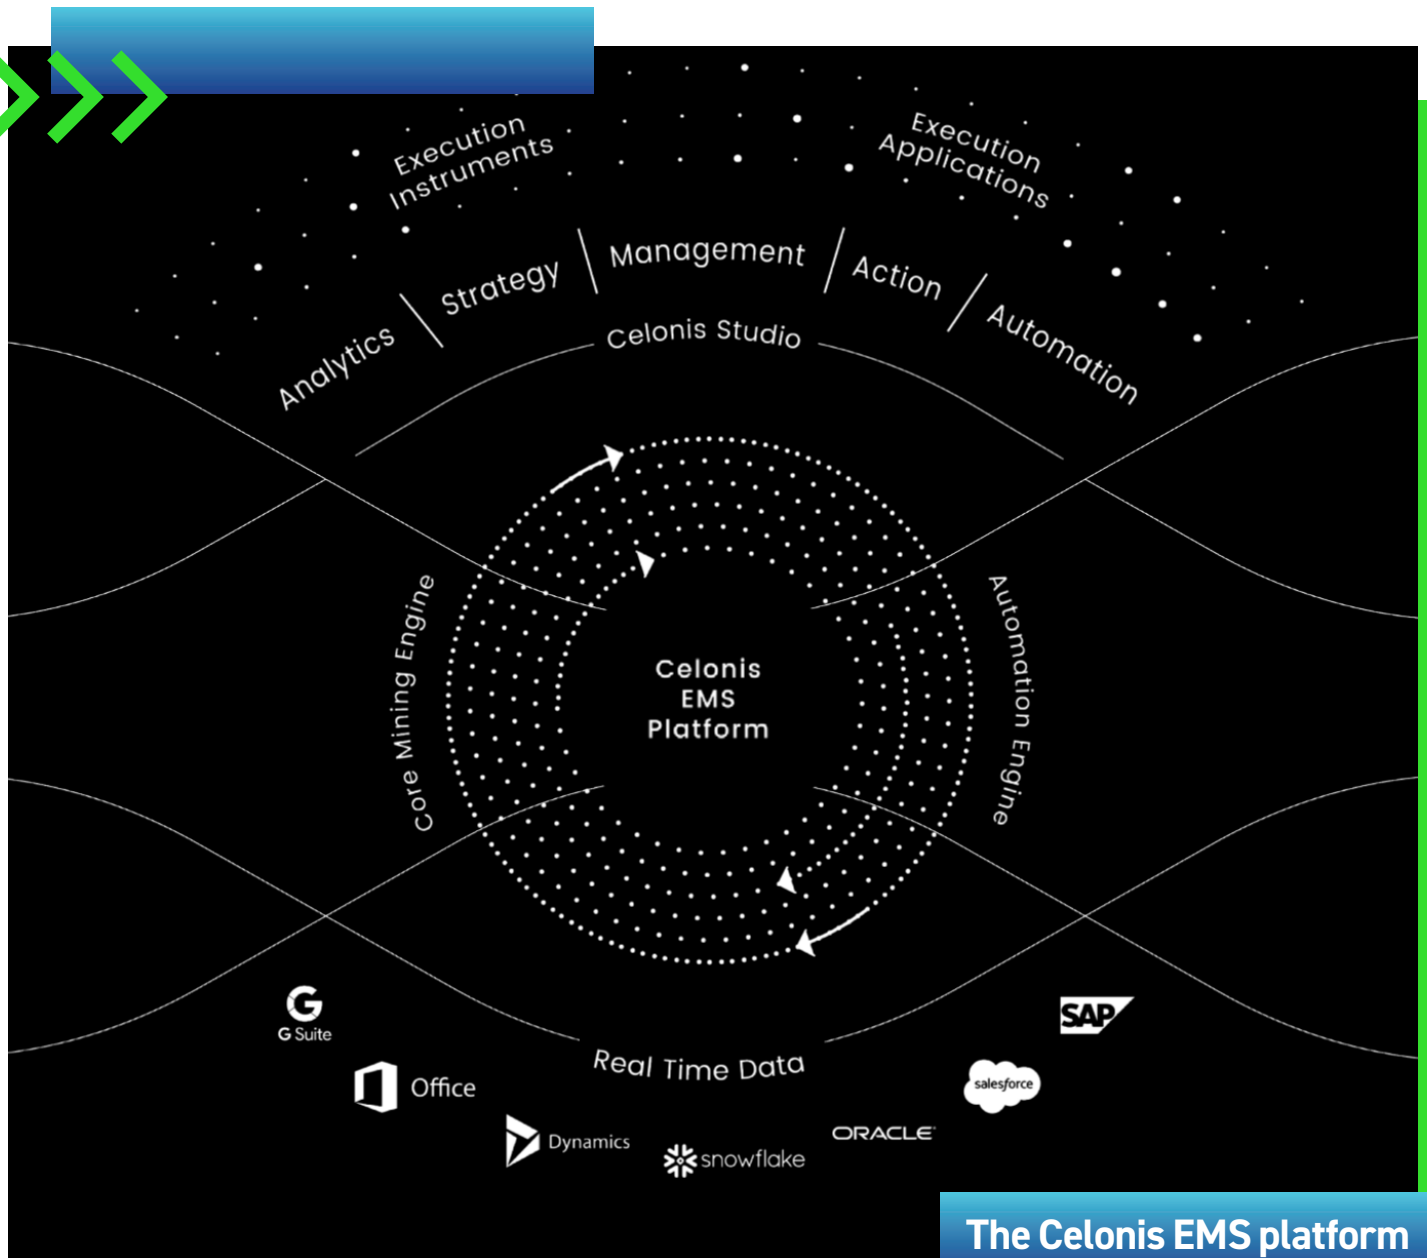 Execution
Instruments
Execution
Applications
Analytics
Strategy
Management
Action
Automation
Celonis Studio
Core Mining Engine
Celonis
EMS
Platform
Automation Engine
Real Time Data
G Suite
Office
Dynamics
snowflake
ORACLE
salesforce
SAP
The Celonis EMS platform